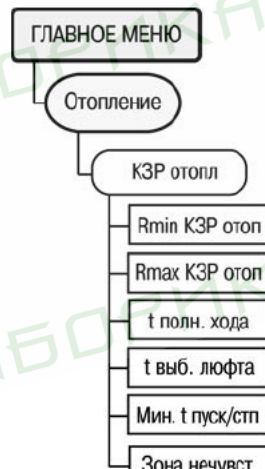 ГЛАВНОЕ МЕНЮ
Отопление
КЗР отопл
Rmin КЗР отоп
Rmax КЗР отоп
t полн. хода
t выб. люфта
Мин. t пуск/стп
Зона нечувст